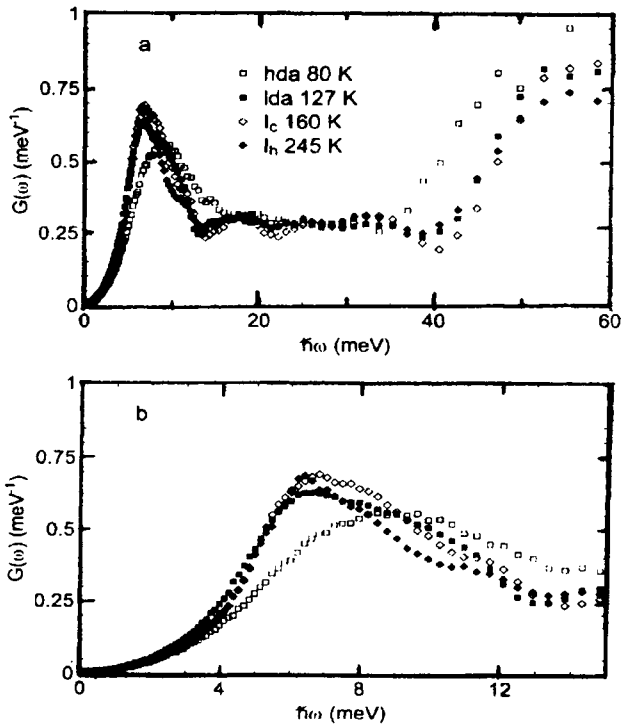 1
a
hda 80 K
0.75
lda 127 K
Ic 160 K
Ih 245 K
G(ω) (meV⁻¹)
0.5
0.25
0
0 20 40 60
ħω (meV)
1
b
0.75
G(ω) (meV⁻¹)
0.5
0.25
0
0 4 8 12
ħω (meV)